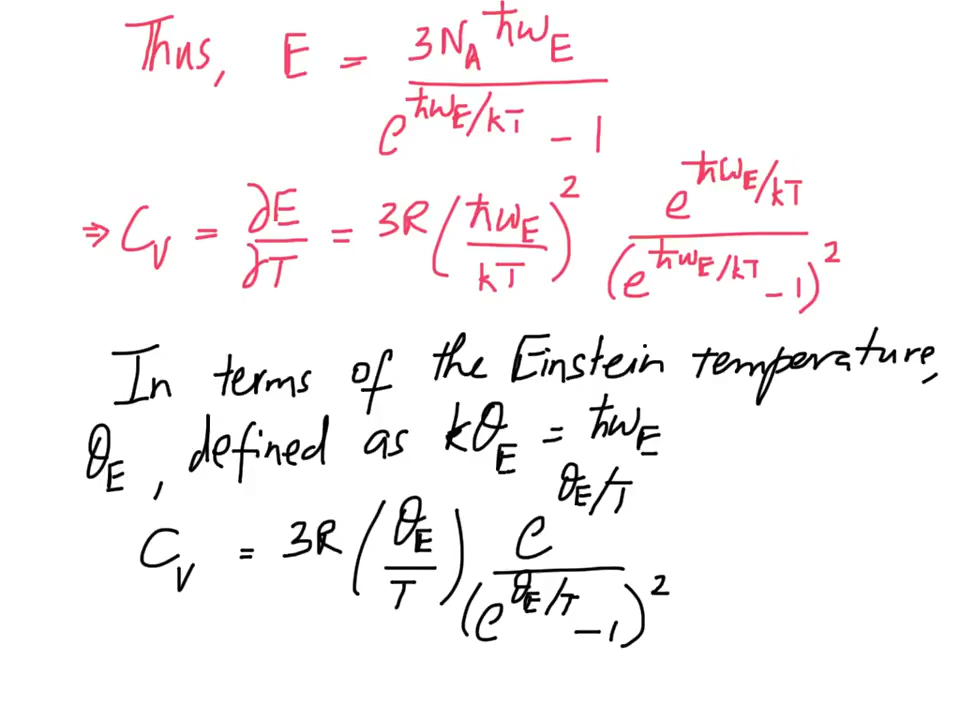 Thus, E = 3N_A ħω_E / (e^{ħω_E/kT} - 1)
⇒ C_V = ∂E/∂T = 3R (ħω_E/kT)^2 e^{ħω_E/kT} / (e^{ħω_E/kT} - 1)^2
In terms of the Einstein temperature,
θ_E, defined as kθ_E = ħω_E
C_V = 3R (θ_E/T) e^{θ_E/T} / (e^{θ_E/T} - 1)^2